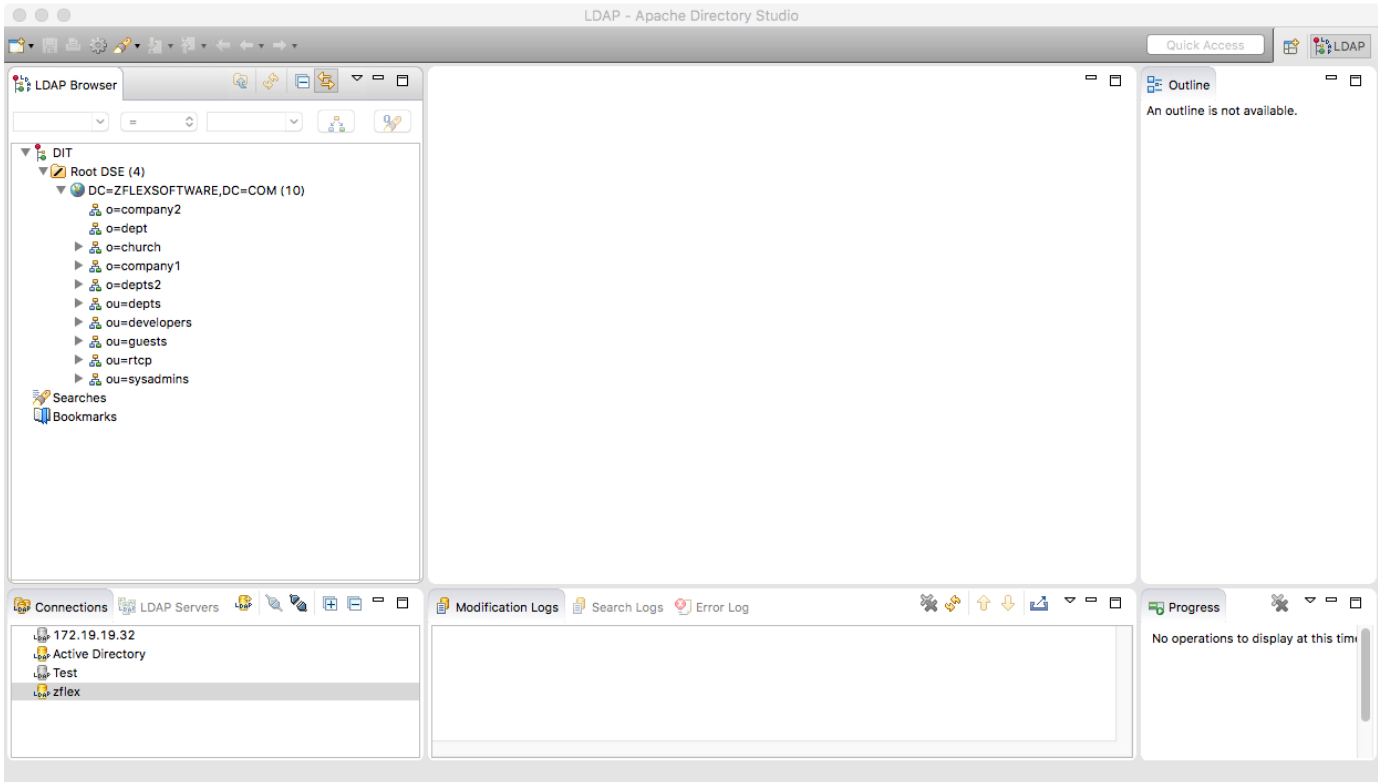 LDAP - Apache Directory Studio
Quick Access
LDAP
LDAP Browser
=
DIT
Root DSE (4)
DC=ZFLEXSOFTWARE,DC=COM (10)
o=company2
o=dept
o=church
o=company1
o=depts2
ou=depts
ou=developers
ou=guests
ou=rtcp
ou=sysadmins
Searches
Bookmarks
Outline
An outline is not available.
Connections
LDAP Servers
172.19.19.32
Active Directory
Test
zflex
Modification Logs
Search Logs
Error Log
Progress
No operations to display at this time